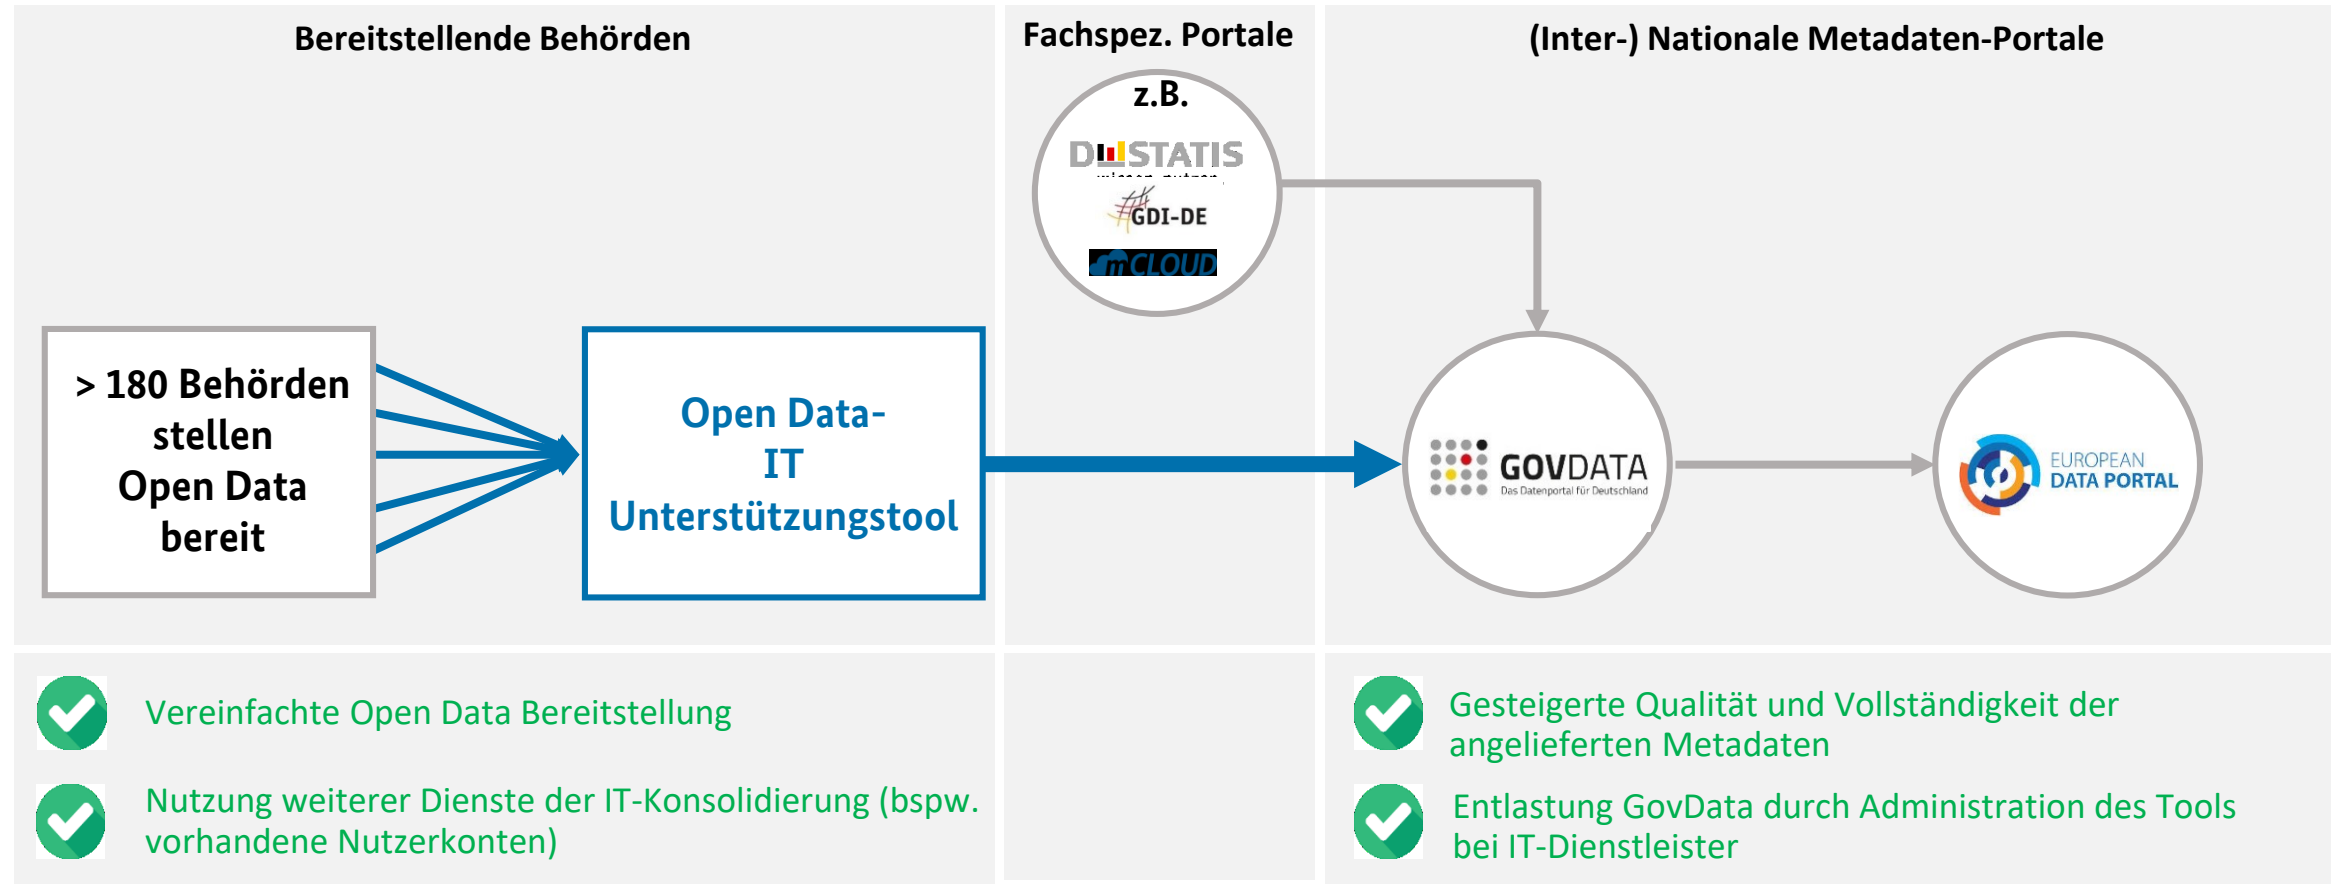 Bereitstellende Behörden
Fachspez. Portale
(Inter-) Nationale Metadaten-Portale
z.B.
DESTATIS
wissen.nutzen.
GDI-DE
mCLOUD
> 180 Behörden
stellen
Open Data
bereit
Open Data-
IT
Unterstützungstool
GOVDATA
Das Datenportal für Deutschland
EUROPEAN
DATA PORTAL
Vereinfachte Open Data Bereitstellung
Nutzung weiterer Dienste der IT-Konsolidierung (bspw.
vorhandene Nutzerkonten)
Gesteigerte Qualität und Vollständigkeit der
angelieferten Metadaten
Entlastung GovData durch Administration des Tools
bei IT-Dienstleister